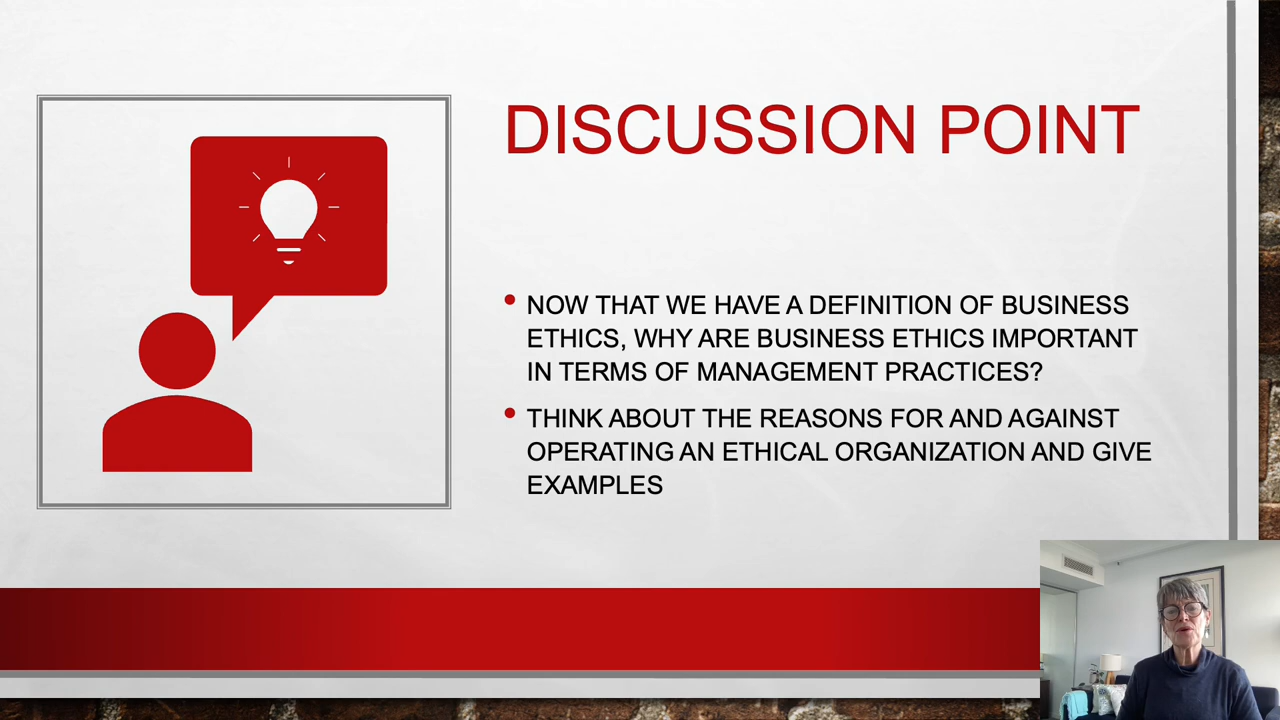 DISCUSSION POINT
• NOW THAT WE HAVE A DEFINITION OF BUSINESS
ETHICS, WHY ARE BUSINESS ETHICS IMPORTANT
IN TERMS OF MANAGEMENT PRACTICES?
• THINK ABOUT THE REASONS FOR AND AGAINST
OPERATING AN ETHICAL ORGANIZATION AND GIVE
EXAMPLES